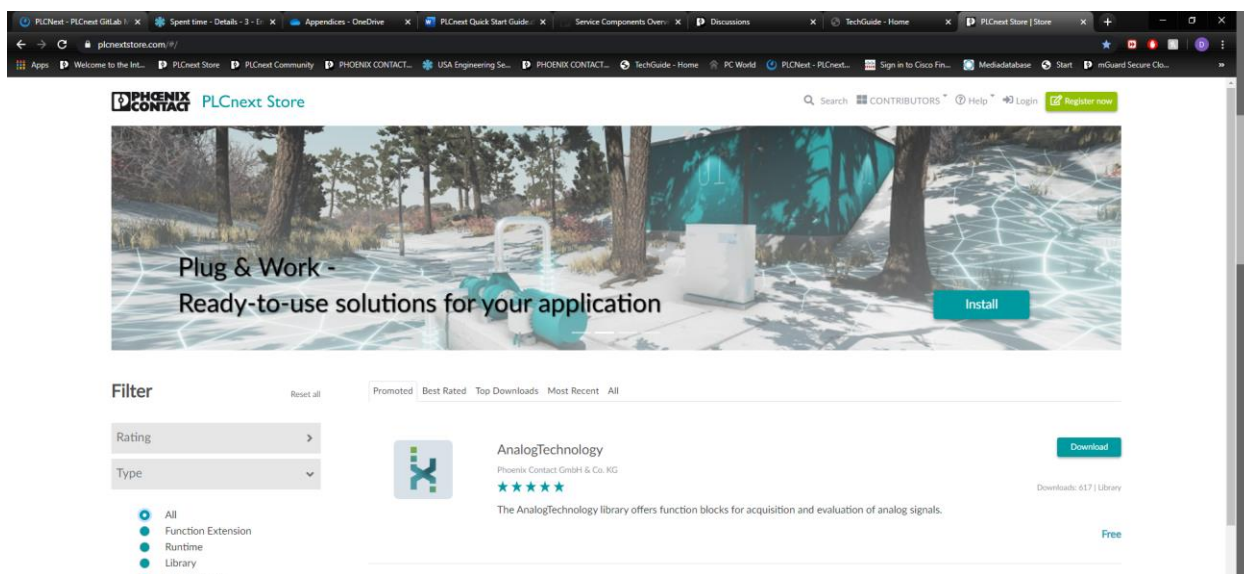 PLCNext - PLCnext GitLab
Spent time - Details - 3 -
Appendices - OneDrive
PLCnext Quick Start Guide
Service Components Overvi
Discussions
TechGuide - Home
PLCnext Store | Store
plcnextstore.com/#/
Apps
Welcome to the Int...
PLCnext Store
PLCnext Community
PHOENIX CONTACT...
USA Engineering Se...
PHOENIX CONTACT...
TechGuide - Home
PC World
PLCNext - PLCnext...
Sign in to Cisco Fin...
Mediadatabase
Start
mGuard Secure Clo...
»
PHŒNIX CONTACT PLCnext Store
Search CONTRIBUTORS Help Login Register now
Plug & Work -
Ready-to-use solutions for your application
Install
Filter
Reset all
Promoted Best Rated Top Downloads Most Recent All
Rating
Type
All
Function Extension
Runtime
Library
AnalogTechnology
Download
Phoenix Contact GmbH & Co. KG
Downloads: 617 | Library
The AnalogTechnology library offers function blocks for acquisition and evaluation of analog signals.
Free